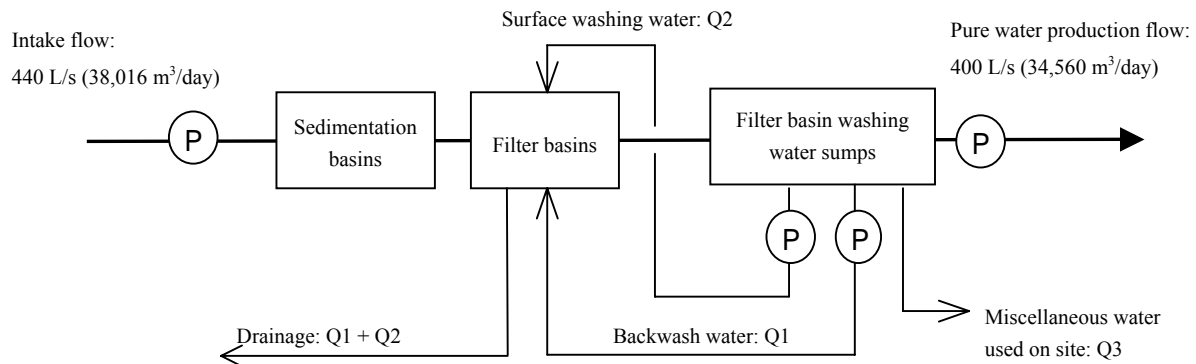 Surface washing water: Q2
Intake flow:
440 L/s (38,016 m³/day)
Pure water production flow:
400 L/s (34,560 m³/day)
P
Sedimentation
basins
Filter basins
Filter basin washing
water sumps
P
P
P
Drainage: Q1 + Q2
Backwash water: Q1
Miscellaneous water
used on site: Q3